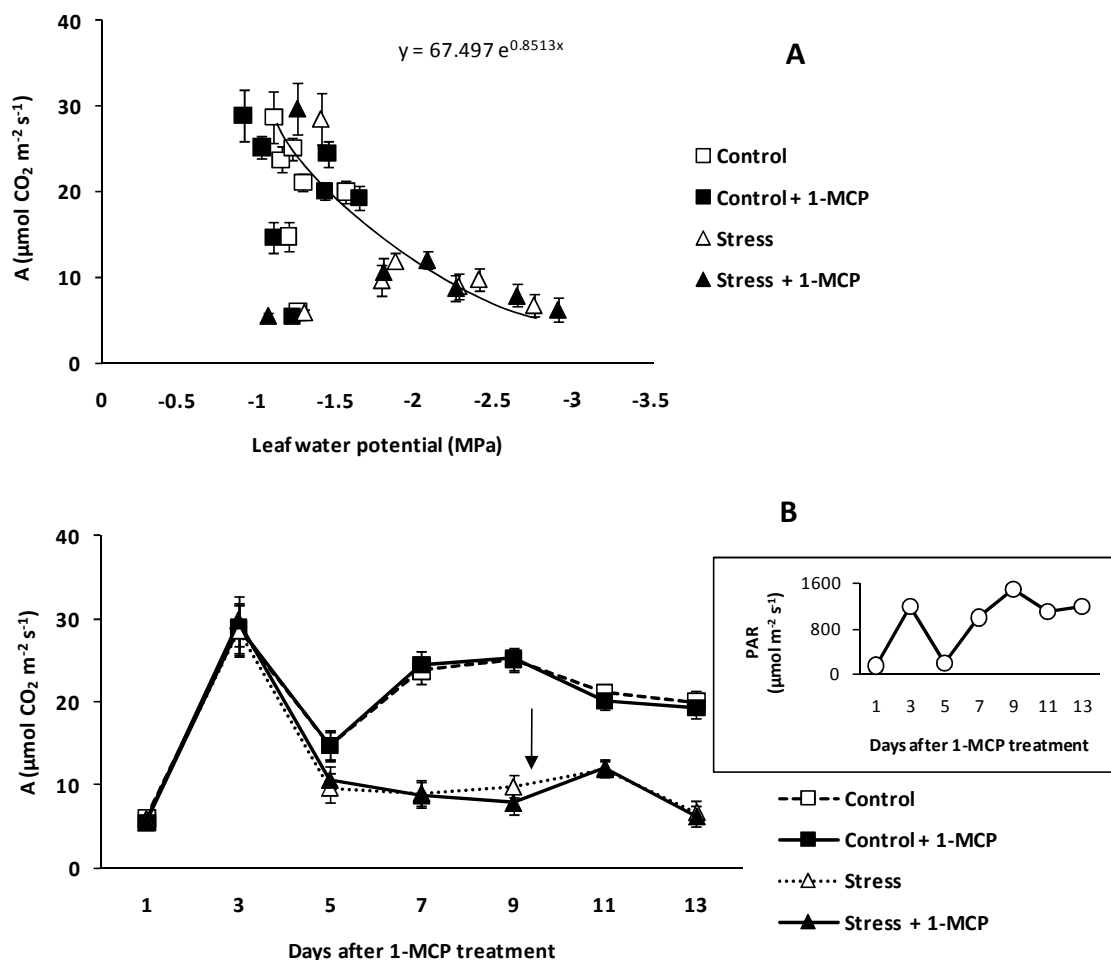 40
30
20
10
0
A (μmol CO₂ m⁻² s⁻¹)
y = 67.497 e^0.8513x
A
Control
Control + 1-MCP
Stress
Stress + 1-MCP
0 -0.5 -1 -1.5 -2 -2.5 -3 -3.5
Leaf water potential (MPa)
B
40
30
20
10
0
A (μmol CO₂ m⁻² s⁻¹)
1 3 5 7 9 11 13
Days after 1-MCP treatment
1600
800
0
PAR
(μmol m⁻² s⁻¹)
1 3 5 7 9 11 13
Days after 1-MCP treatment
Control
Control + 1-MCP
Stress
Stress + 1-MCP